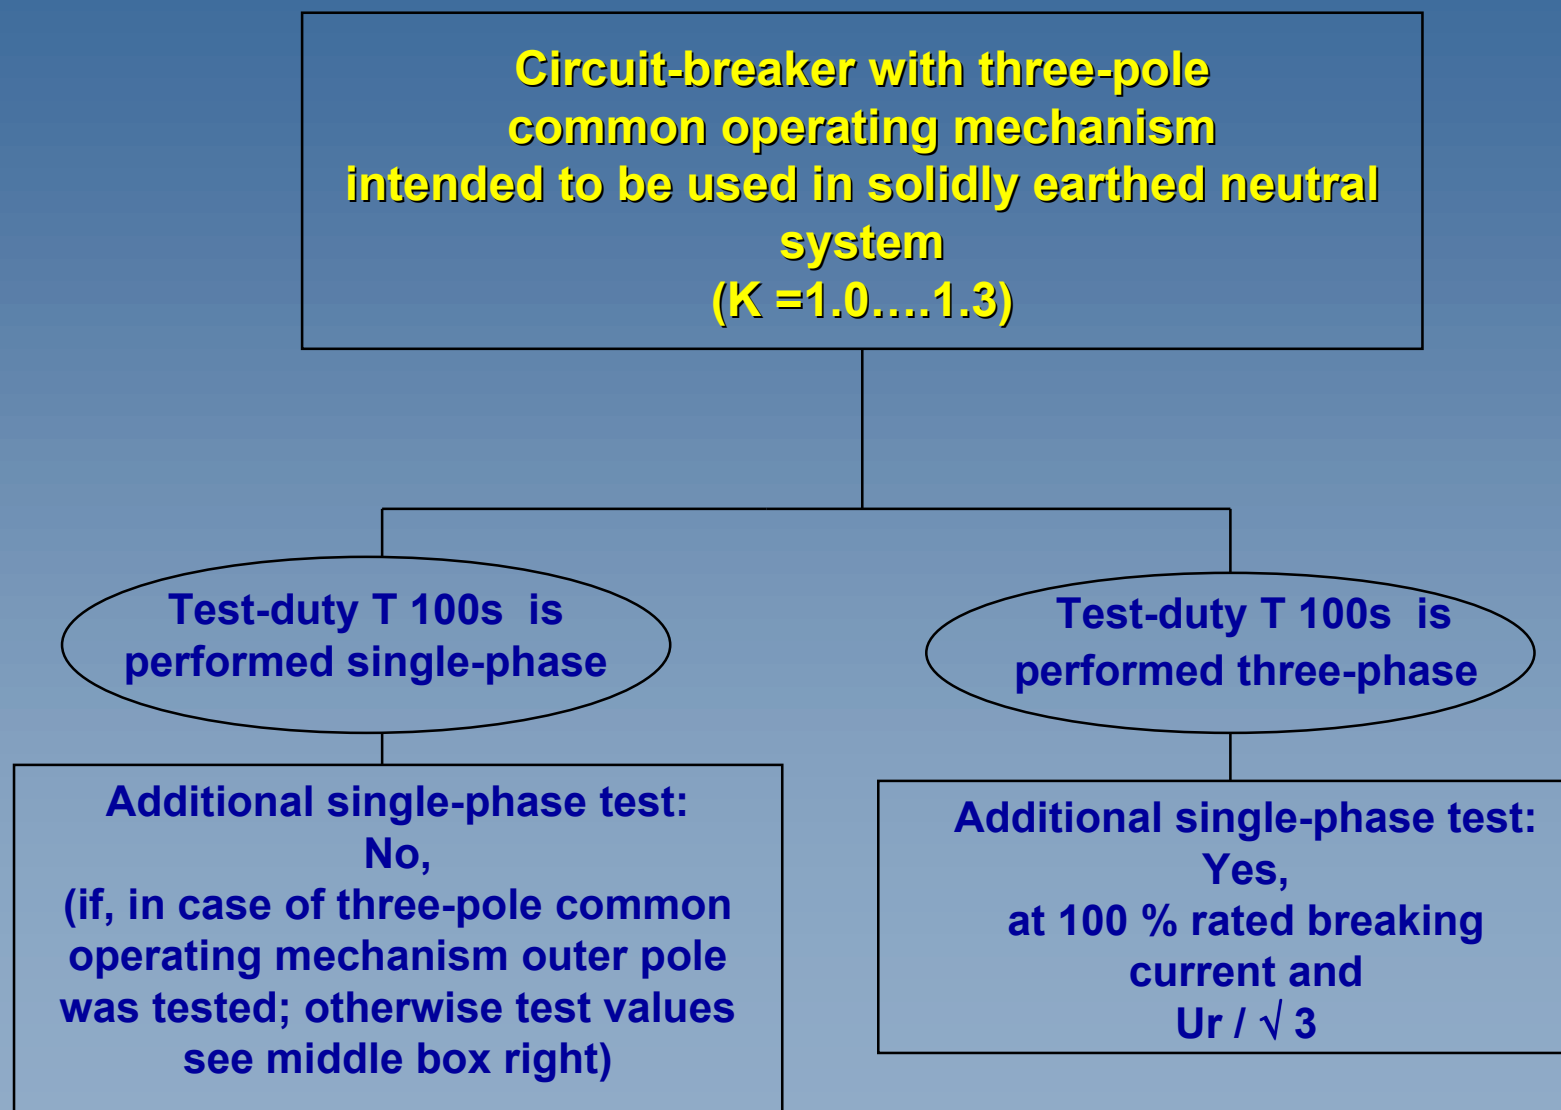 Circuit-breaker with three-pole
common operating mechanism
intended to be used in solidly earthed neutral
system
(K =1.0....1.3)
Test-duty T 100s is
performed single-phase
Test-duty T 100s is
performed three-phase
Additional single-phase test:
No,
(if, in case of three-pole common
operating mechanism outer pole
was tested; otherwise test values
see middle box right)
Additional single-phase test:
Yes,
at 100 % rated breaking
current and
Ur / √ 3